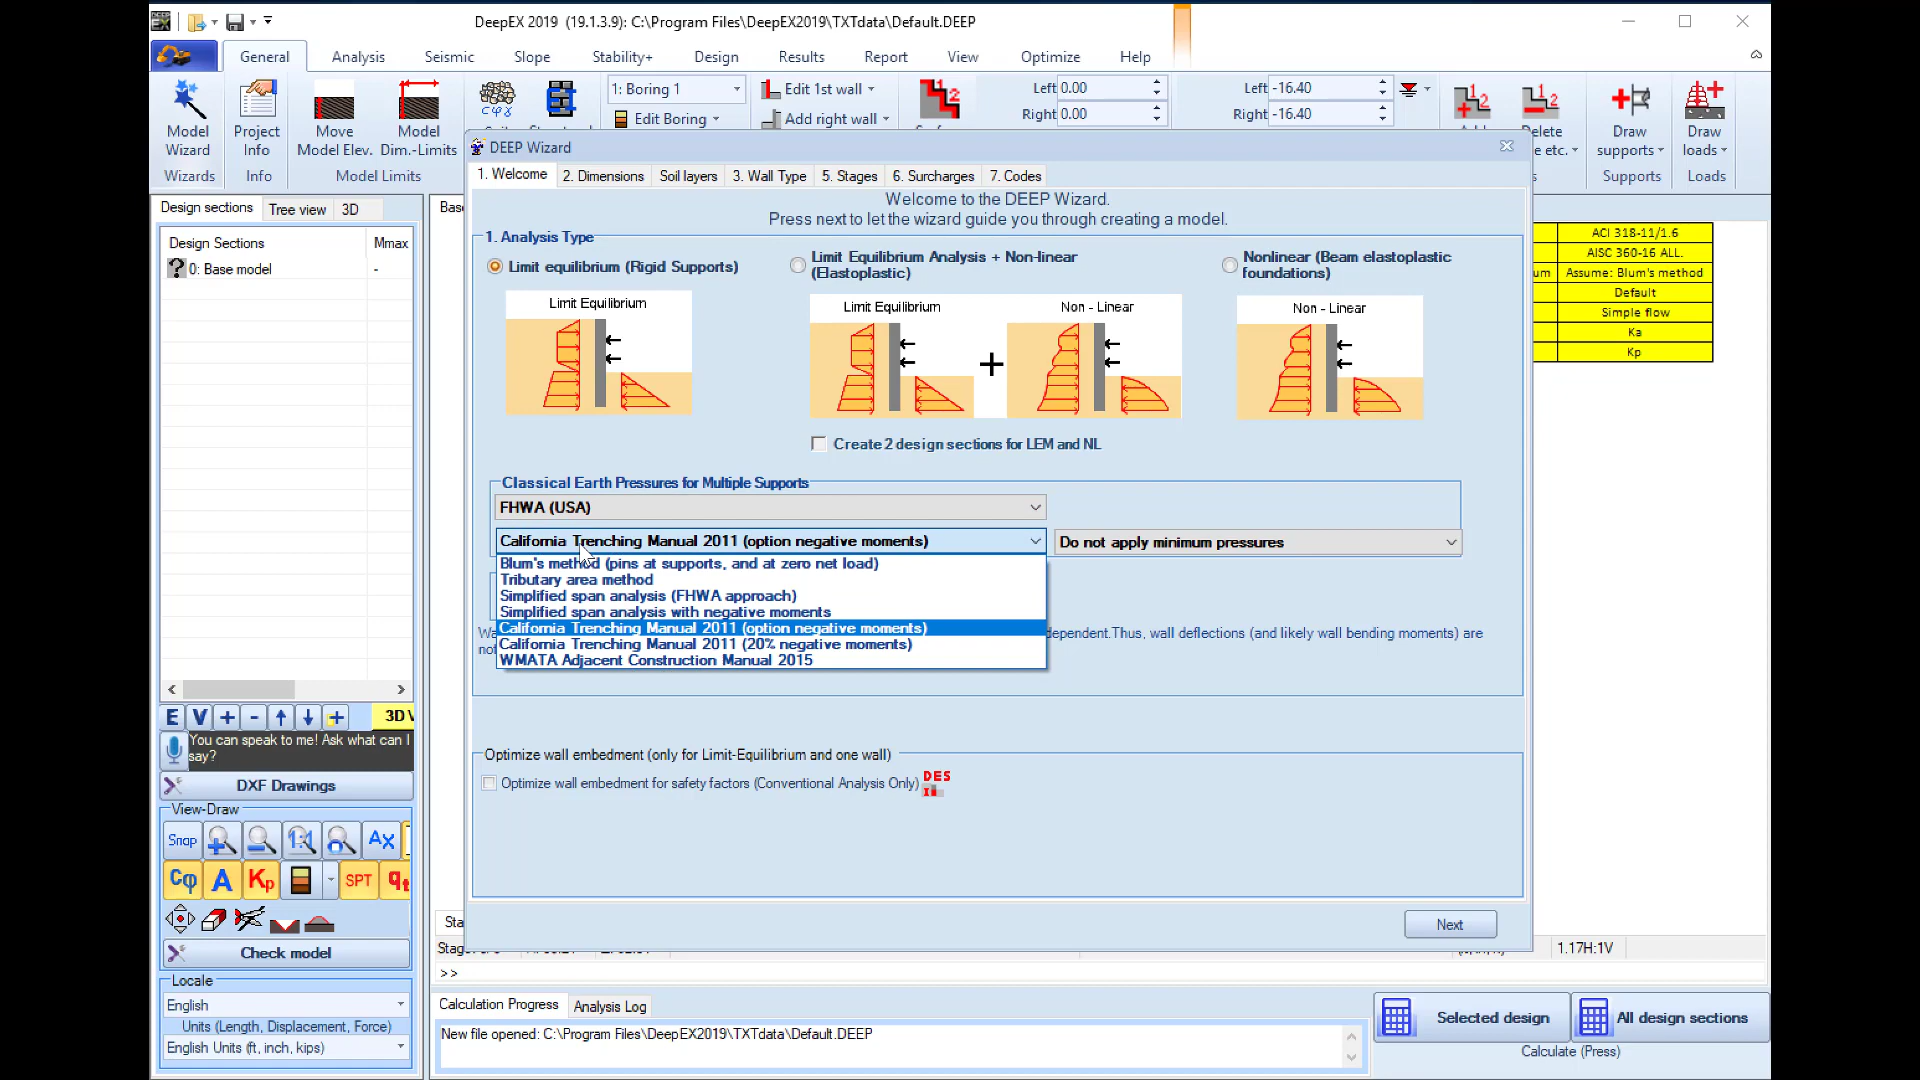 DeepEX 2019 (19.1.3.9): C:\Program Files\DeepEX2019\TXTdata\Default.DEEP
General
Analysis
Seismic
Slope
Stability+
Design
Results
Report
View
Optimize
Help
Model Wizard
Wizards
Project Info
Info
Move Model Elev.
Model Dim.-Limits
Model Limits
1: Boring 1
Edit Boring
Edit 1st wall
Add right wall
Left 0.00
Right 0.00
Left -16.40
Right -16.40
Delete
etc.
Draw supports
Supports
Draw loads
Loads
Design sections
Tree view
3D
Design Sections
Mmax
0: Base model
-
Base
DEEP Wizard
1. Welcome
2. Dimensions
Soil layers
3. Wall Type
5. Stages
6. Surcharges
7. Codes
Welcome to the DEEP Wizard.
Press next to let the wizard guide you through creating a model.
1. Analysis Type
Limit equilibrium (Rigid Supports)
Limit Equilibrium Analysis + Non-linear (Elastoplastic)
Nonlinear (Beam elastoplastic foundations)
Limit Equilibrium
Limit Equilibrium
Non - Linear
Non - Linear
+
Create 2 design sections for LEM and NL
Classical Earth Pressures for Multiple Supports
FHWA (USA)
California Trenching Manual 2011 (option negative moments)
Do not apply minimum pressures
Blum's method (pins at supports, and at zero net load)
Tributary area method
Simplified span analysis (FHWA approach)
Simplified span analysis with negative moments
California Trenching Manual 2011 (option negative moments)
California Trenching Manual 2011 (20% negative moments)
WMATA Adjacent Construction Manual 2015
dependent.Thus, wall deflections (and likely wall bending moments) are
Optimize wall embedment (only for Limit-Equilibrium and one wall)
Optimize wall embedment for safety factors (Conventional Analysis Only)
DES
Next
ACI 318-11/1.6
AISC 360-16 ALL.
Assume: Blum's method
Default
Simple flow
Ka
Kp
E V + -
3D V
You can speak to me! Ask what can I say?
DXF Drawings
View-Draw
Snap
1:1
Ax
Cφ
A
Kp
SPT
qt
Check model
Locale
English
Units (Length, Displacement, Force)
English Units (ft, inch, kips)
1.17H:1V
>>
Calculation Progress
Analysis Log
New file opened: C:\Program Files\DeepEX2019\TXTdata\Default.DEEP
Selected design
All design sections
Calculate (Press)